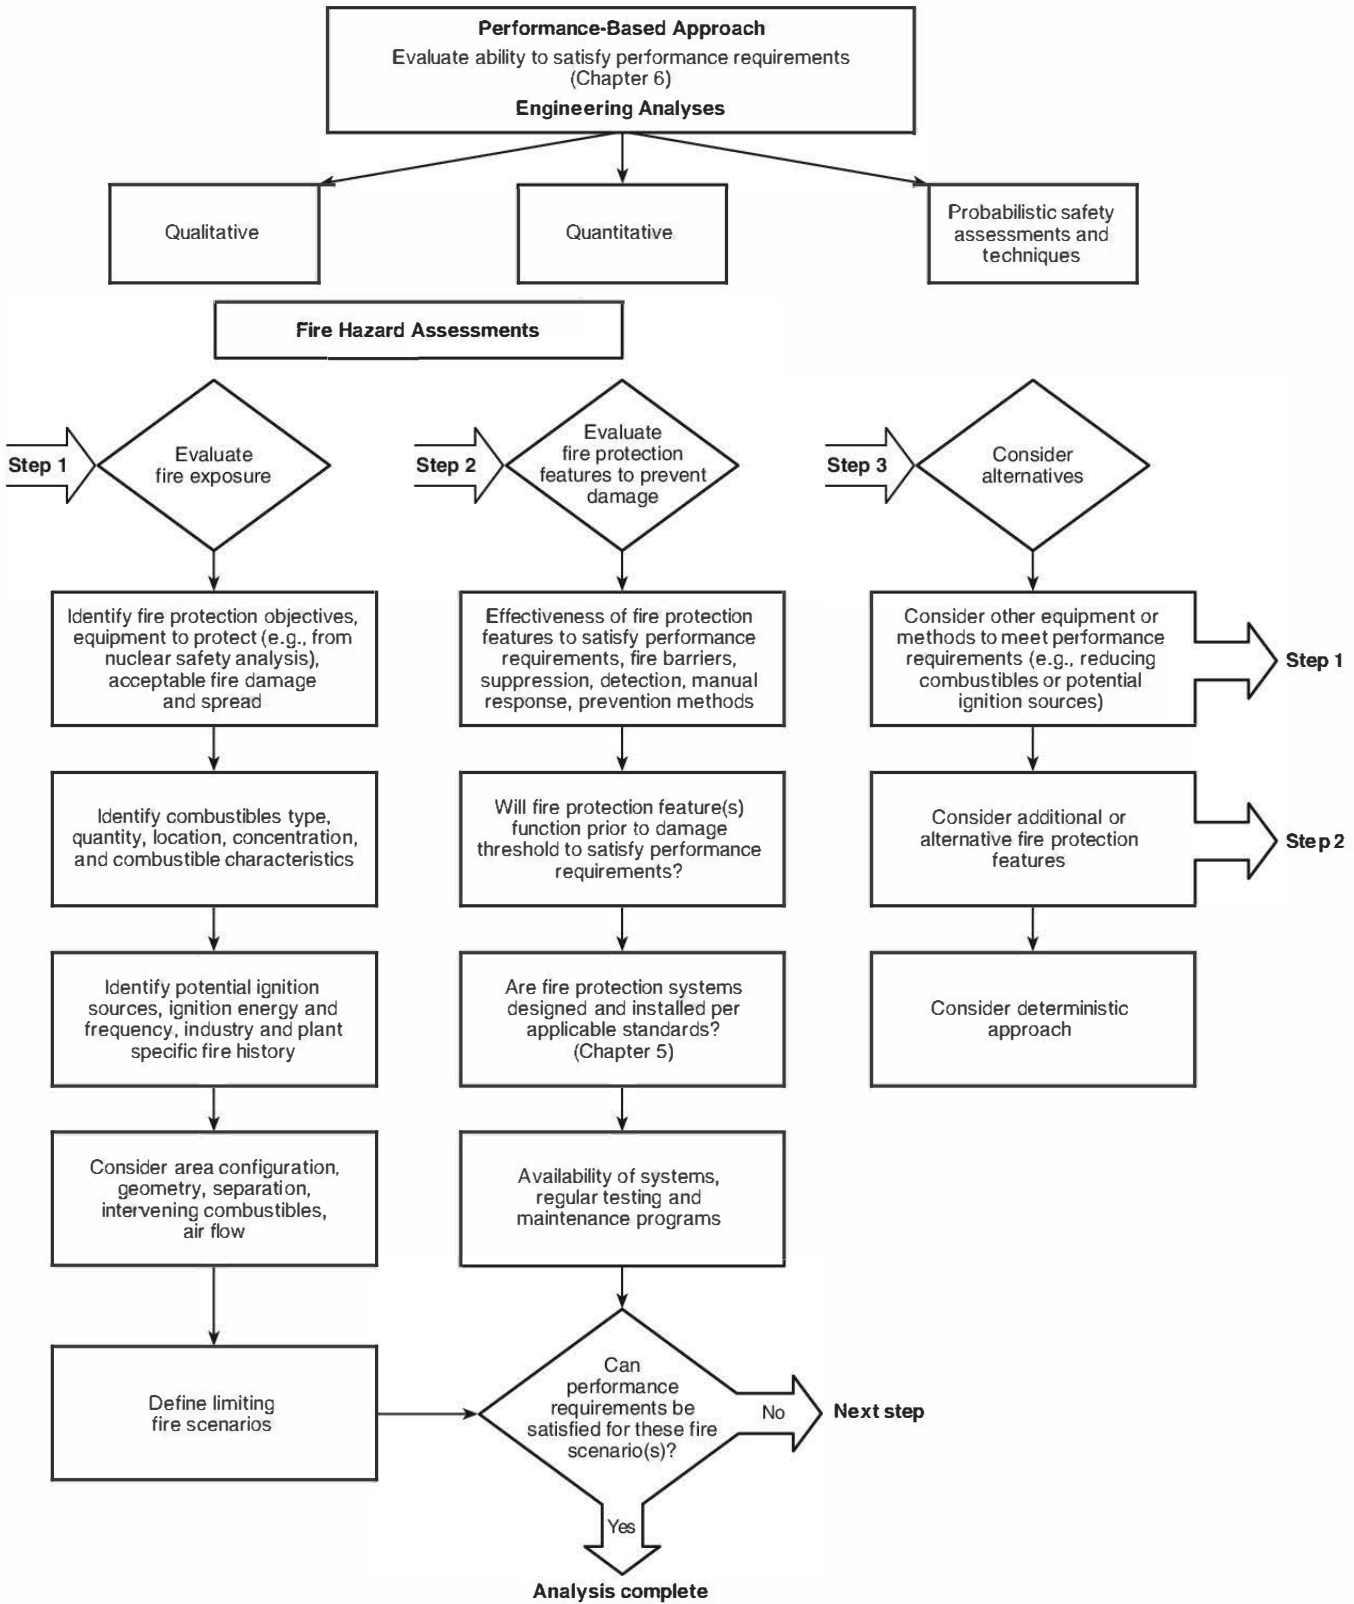 Performance-Based Approach
Evaluate ability to satisfy performance requirements
(Chapter 6)
Engineering Analyses
Qualitative
Quantitative
Probabilistic safety
assessments and
techniques
Fire Hazard Assessments
Step 1
Evaluate
fire exposure
Identify fire protection objectives,
equipment to protect (e.g., from
nuclear safety analysis),
acceptable fire damage
and spread
Identify combustibles type,
quantity, location, concentration,
and combustible characteristics
Identify potential ignition
sources, ignition energy and
frequency, industry and plant
specific fire history
Consider area configuration,
geometry, separation,
intervening combustibles,
air flow
Define limiting
fire scenarios
Step 2
Evaluate
fire protection
features to prevent
damage
Effectiveness of fire protection
features to satisfy performance
requirements, fire barriers,
suppression, detection, manual
response, prevention methods
Will fire protection feature(s)
function prior to damage
threshold to satisfy performance
requirements?
Are fire protection systems
designed and installed per
applicable standards?
(Chapter 5)
Availability of systems,
regular testing and
maintenance programs
Can
performance
requirements be
satisfied for these fire
scenario(s)?
No
Next step
Yes
Analysis complete
Step 3
Consider
alternatives
Consider other equipment or
methods to meet performance
requirements (e.g., reducing
combustibles or potential
ignition sources)
Step 1
Consider additional or
alternative fire protection
features
Step 2
Consider deterministic
approach